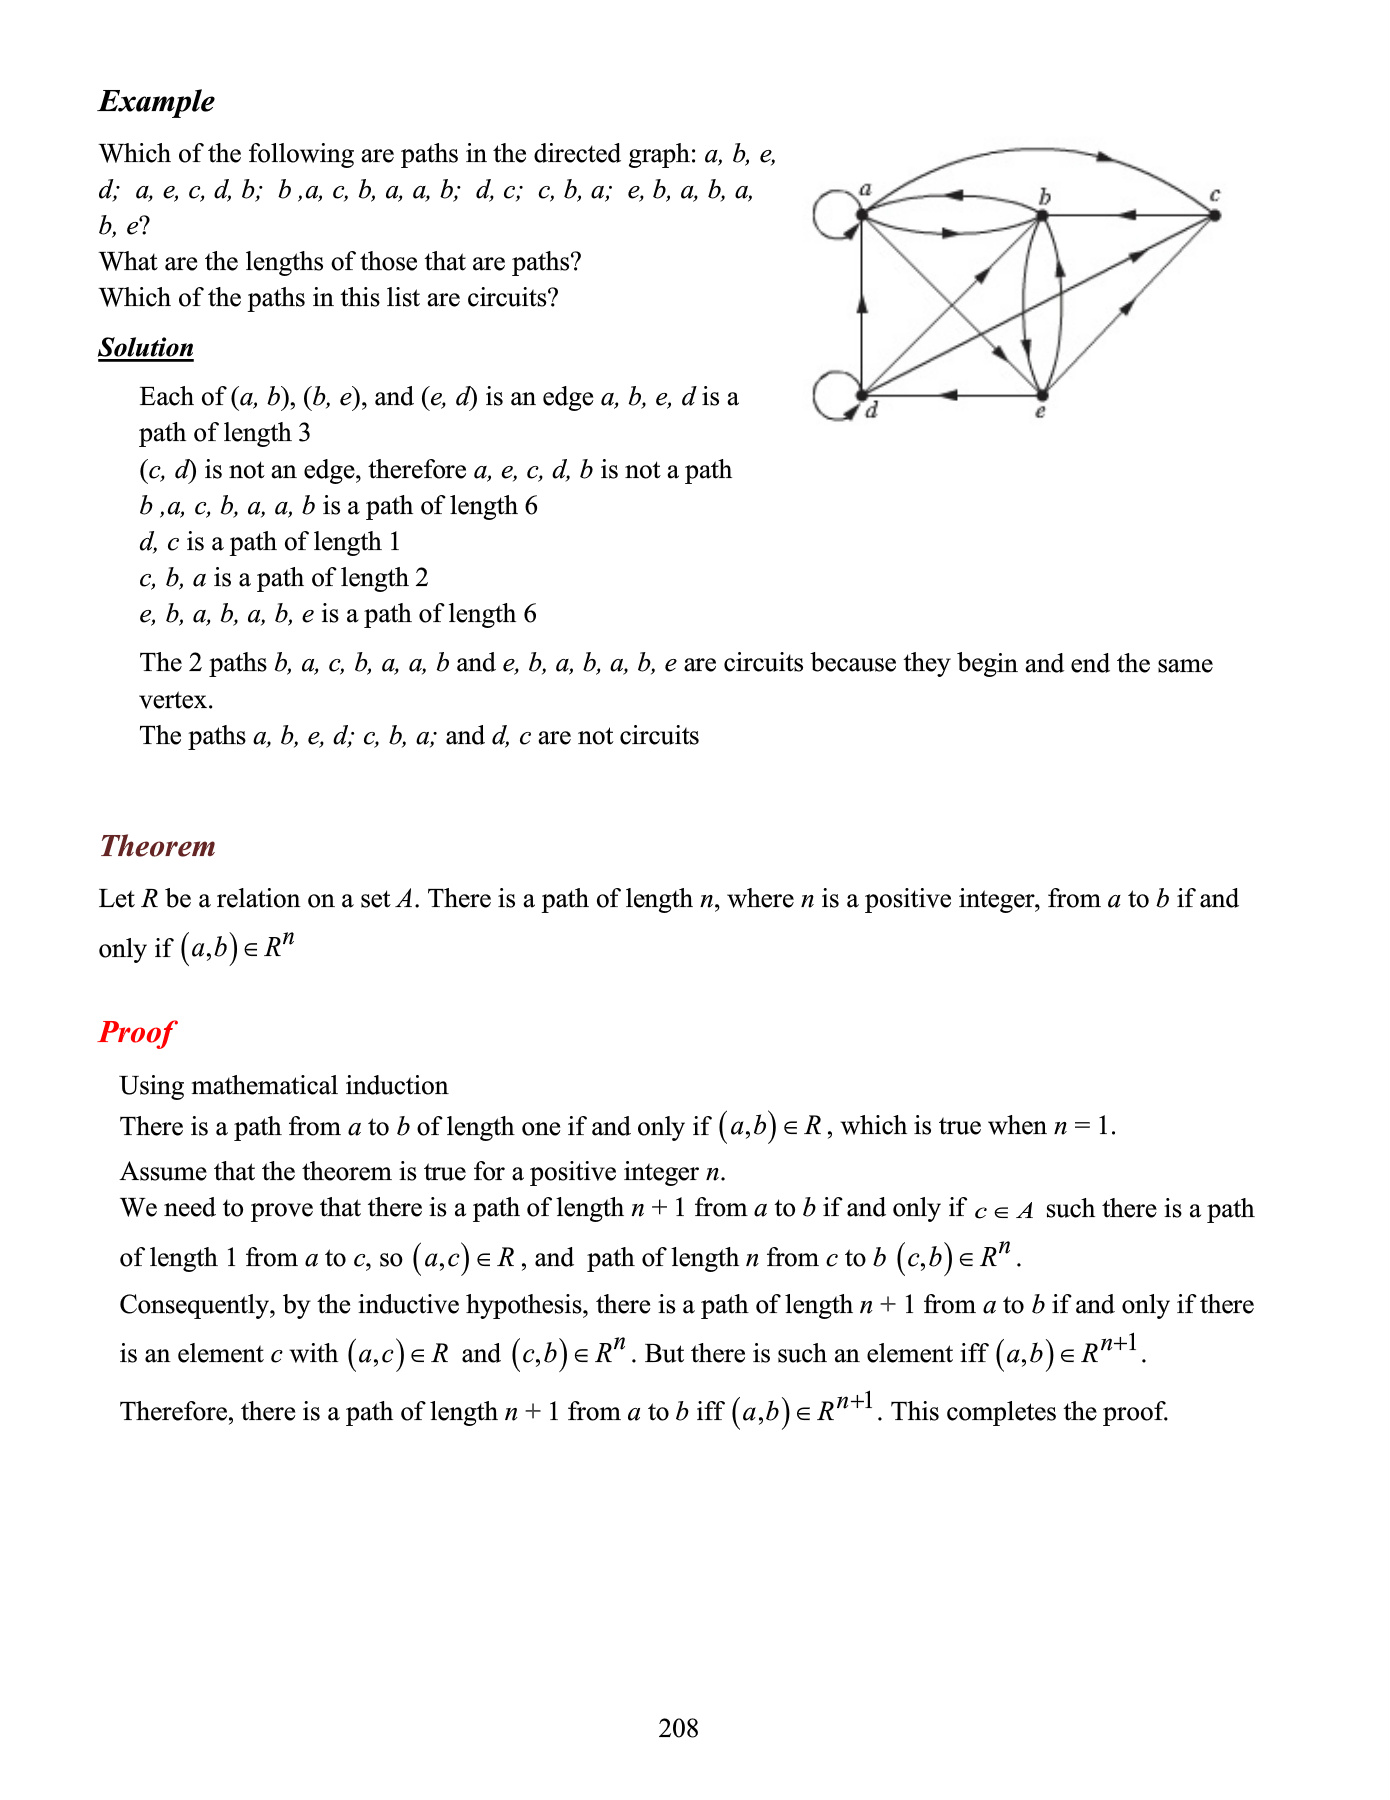 Example
Which of the following are paths in the directed graph: a, b, e,
d; a, e, c, d, b; b ,a, c, b, a, a, b; d, c; c, b, a; e, b, a, b, a,
b, e?
What are the lengths of those that are paths?
Which of the paths in this list are circuits?
a
b
c
d
e
Solution
Each of (a, b), (b, e), and (e, d) is an edge a, b, e, d is a
path of length 3
(c, d) is not an edge, therefore a, e, c, d, b is not a path
b ,a, c, b, a, a, b is a path of length 6
d, c is a path of length 1
c, b, a is a path of length 2
e, b, a, b, a, b, e is a path of length 6
The 2 paths b, a, c, b, a, a, b and e, b, a, b, a, b, e are circuits because they begin and end the same
vertex.
The paths a, b, e, d; c, b, a; and d, c are not circuits
Theorem
Let R be a relation on a set A. There is a path of length n, where n is a positive integer, from a to b if and
only if (a,b) ∈ Rⁿ
Proof
Using mathematical induction
There is a path from a to b of length one if and only if (a,b) ∈ R , which is true when n = 1.
Assume that the theorem is true for a positive integer n.
We need to prove that there is a path of length n + 1 from a to b if and only if c ∈ A such there is a path
of length 1 from a to c, so (a,c) ∈ R , and path of length n from c to b (c,b) ∈ Rⁿ .
Consequently, by the inductive hypothesis, there is a path of length n + 1 from a to b if and only if there
is an element c with (a,c) ∈ R and (c,b) ∈ Rⁿ . But there is such an element iff (a,b) ∈ Rⁿ⁺¹ .
Therefore, there is a path of length n + 1 from a to b iff (a,b) ∈ Rⁿ⁺¹ . This completes the proof.
208